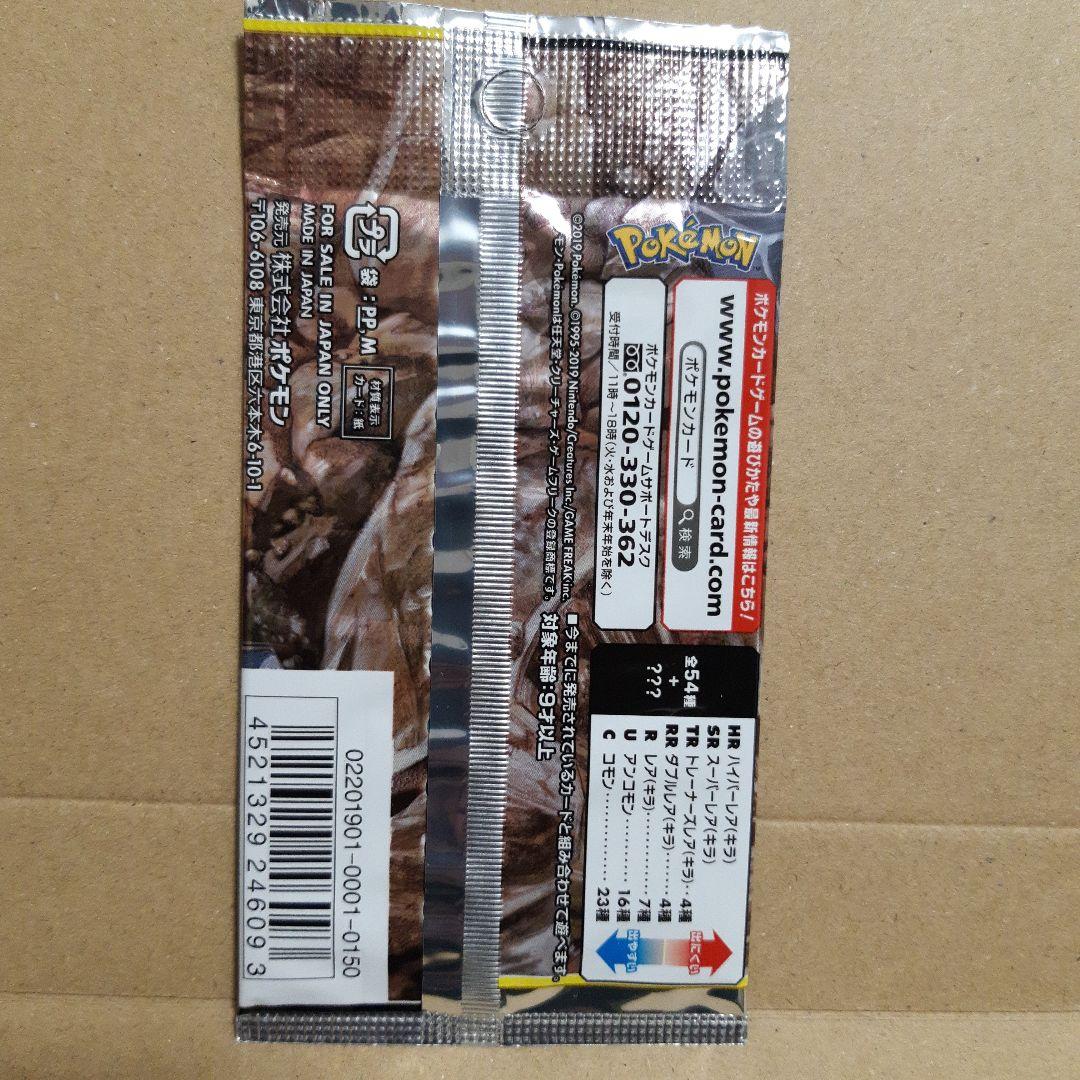 POKéMON
ポケモンカードゲームの遊びかたや最新情報はこちら!
www.pokemon-card.com
ポケモンカード 検索
ポケモンカードゲームサポートデスク
0120-330-362
受付時間/11時~18時(火・水および年末年始を除く)
全54種
+
???
HR ハイパーレア(キラ)
SR スーパーレア(キラ)
TR トレーナーズレア(キラ)‥4種
RR ダブルレア(キラ)‥‥4種
R レア(キラ)‥‥‥‥7種
U アンコモン‥‥‥‥16種
C コモン‥‥‥‥‥‥23種
出にくい
出やすい
©2019 Pokémon. ©1995-2019 Nintendo/Creatures Inc./GAME FREAK inc.
モン・Pokémonは任天堂・クリーチャーズ・ゲームフリークの登録商標です。
■今までに発売されているカードと組み合わせて遊べます。
対象年齢:9才以上
プラ
袋:PP,M
材質表示
カード:紙
FOR SALE IN JAPAN ONLY
MADE IN JAPAN
発売元 株式会社ポケモン
〒106-6108 東京都港区六本木6-10-1
02201901-0001-0150
4521329 246093